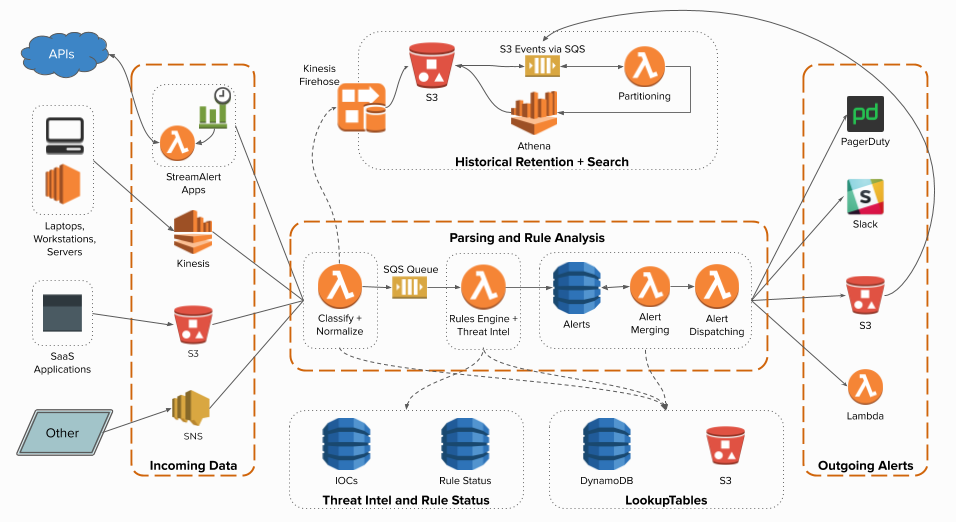 APIs
StreamAlert
Apps
Laptops,
Workstations,
Servers
Kinesis
SaaS
Applications
S3
Other
SNS
Incoming Data
Kinesis
Firehose
S3
S3 Events via SQS
Partitioning
Athena
Historical Retention + Search
Parsing and Rule Analysis
Classify +
Normalize
SQS Queue
Rules Engine +
Threat Intel
Alerts
Alert
Merging
Alert
Dispatching
IOCs
Rule Status
Threat Intel and Rule Status
DynamoDB
S3
LookupTables
pd
PagerDuty
S
Slack
S3
Lambda
Outgoing Alerts